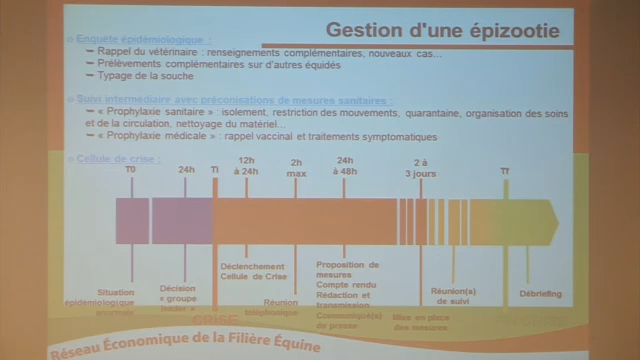 Gestion d'une épizootie
Enquête épidémiologique :
Rappel du vétérinaire : renseignements complémentaires, nouveaux cas...
Prélèvements complémentaires sur d'autres équidés
Typage de la souche
Suivi intermédiaire avec préconisations de mesures sanitaires :
« Prophylaxie sanitaire » : isolement, restriction des mouvements, quarantaine, organisation des soins
et de la circulation, nettoyage du matériel...
« Prophylaxie médicale » : rappel vaccinal et traitements symptomatiques
Cellule de crise :
T0
24h
TI
12h
à 24h
2h
max
24h
à 48h
2 à
3 jours
Tf
Situation
épidémiologique
anormale
Décision
« groupe
leader »
CRISE
Déclenchement
Cellule de Crise
Réunion
téléphonique
Proposition de
mesures
Compte rendu
Rédaction et
transmission
Communiqué(s)
de presse
Mise en place
des mesures
Réunion(s)
de suivi
Débriefing
Réseau Économique de la Filière Équine